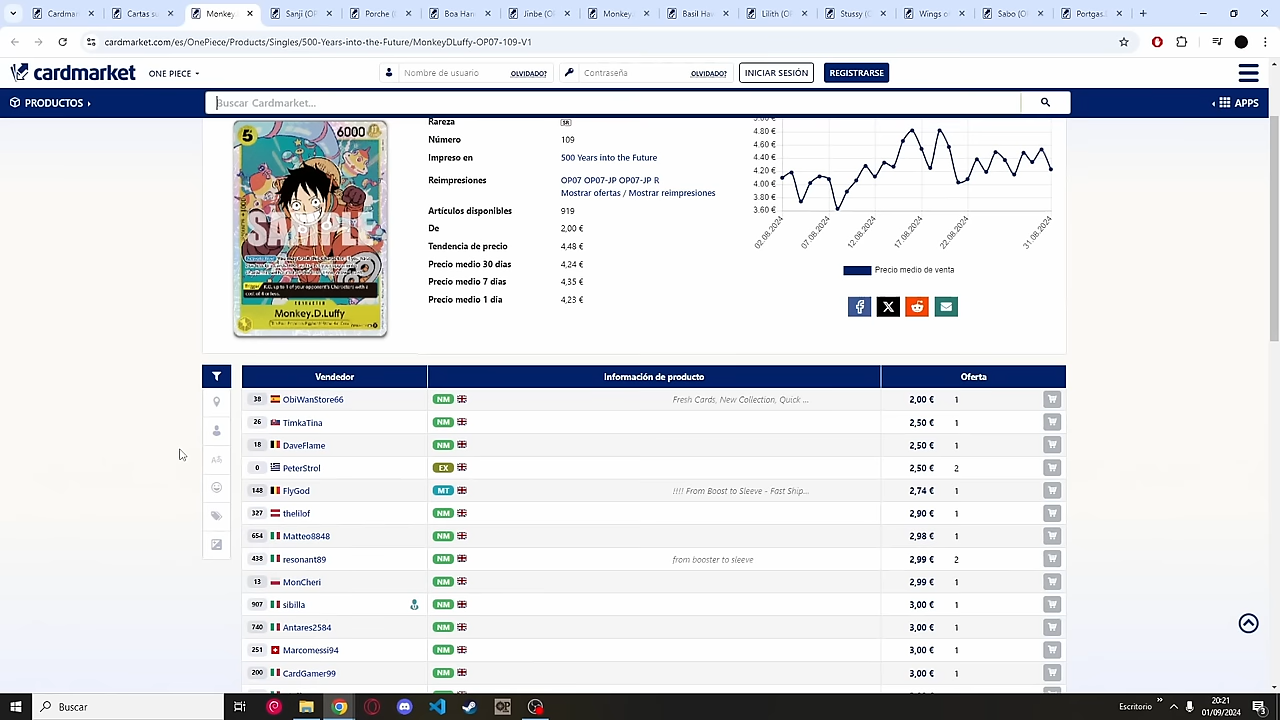 Cardmar
Cartas su
Monkey
Sanji (OP
Porche (
Boa Han
Jinbe (O
Monkey.
Basil Ha
Lilith (O
Stussy (
Wings o
Sabo (O
Portgas.
cardmarket.com/es/OnePiece/Products/Singles/500-Years-into-the-Future/MonkeyDLuffy-OP07-109-V1
cardmarket
ONE PIECE
Nombre de usuario
OLVIDADO?
Contraseña
OLVIDADO?
INICIAR SESIÓN
REGISTRARSE
PRODUCTOS
Buscar Cardmarket...
APPS
5
6000
SAMPLE
Monkey.D.Luffy
Rareza SR
Número 109
Impreso en 500 Years into the Future
Reimpresiones OP07 OP07-JP OP07-JP R
Mostrar ofertas / Mostrar reimpresiones
Artículos disponibles 919
De 2,00 €
Tendencia de precio 4,48 €
Precio medio 30 días 4,24 €
Precio medio 7 días 4,35 €
Precio medio 1 día 4,23 €
5.00 €
4.80 €
4.60 €
4.40 €
4.20 €
4.00 €
3.80 €
3.60 €
07.08.2024
12.08.2024
17.08.2024
22.08.2024
31.08.2024
Precio medio de venta
Vendedor Información de producto Oferta
38 ObiWanStore66 NM Fresh Cards, New Collection, Quick ... 2,00 € 1
26 TimkaTina NM 2,50 € 1
18 DaveFlame NM 2,50 € 1
0 PeterStrol EX 2,50 € 2
148 FlyGod MT !!!! From Boost to Sleeve - Fast Ship... 2,74 € 1
327 thelilof NM 2,90 € 1
654 Matteo8848 NM 2,98 € 1
438 resonant89 NM from booster to sleeve 2,99 € 2
13 MonCheri NM 2,99 € 1
907 sibilla NM 3,00 € 1
740 Antares2584 NM 3,00 € 1
251 Marcomessi94 NM 3,00 € 1
200 CardGamer99 NM 3,00 € 1
Buscar
Escritorio
20:21
01/09/2024